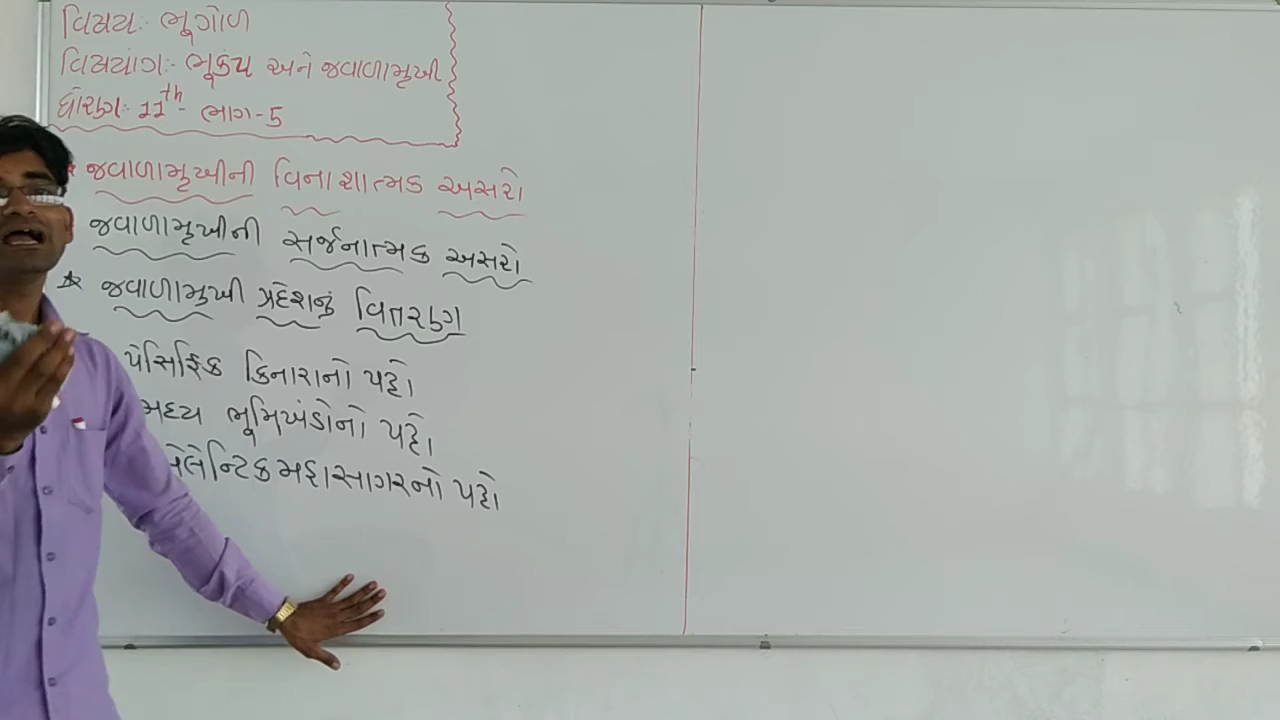 વિષય:- ભૂગોળ
વિષયાંગ:- ભૂકંપ અને જવાળામુખી
ધોરણ:- 11th ભાગ-5
* જવાળામુખીની વિનાશાત્મક અસરો
જવાળામુખીની સર્જનાત્મક અસરો
* જવાળામુખી પ્રદેશનું વિતરણ
પેસિફિક કિનારાનો પટ્ટો
મધ્ય ભૂમિખંડોનો પટ્ટો
મહાસાગરનો પટ્ટો